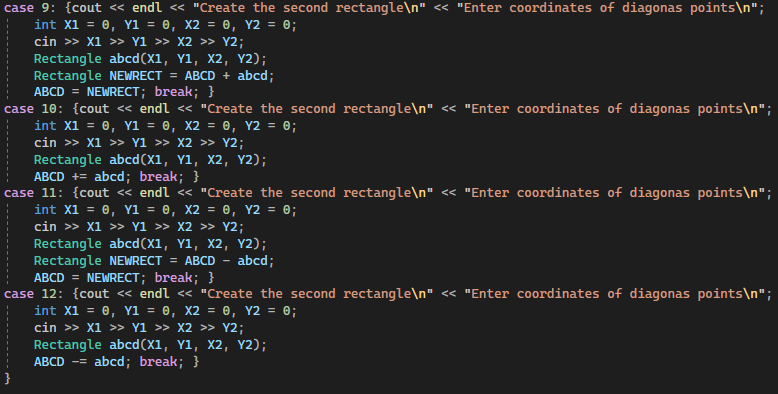 case 9: {cout << endl << "Create the second rectangle\n" << "Enter coordinates of diagonas points\n";
int X1 = 0, Y1 = 0, X2 = 0, Y2 = 0;
cin >> X1 >> Y1 >> X2 >> Y2;
Rectangle abcd(X1, Y1, X2, Y2);
Rectangle NEWRECT = ABCD + abcd;
ABCD = NEWRECT; break; }
case 10: {cout << endl << "Create the second rectangle\n" << "Enter coordinates of diagonas points\n";
int X1 = 0, Y1 = 0, X2 = 0, Y2 = 0;
cin >> X1 >> Y1 >> X2 >> Y2;
Rectangle abcd(X1, Y1, X2, Y2);
ABCD += abcd; break; }
case 11: {cout << endl << "Create the second rectangle\n" << "Enter coordinates of diagonas points\n";
int X1 = 0, Y1 = 0, X2 = 0, Y2 = 0;
cin >> X1 >> Y1 >> X2 >> Y2;
Rectangle abcd(X1, Y1, X2, Y2);
Rectangle NEWRECT = ABCD - abcd;
ABCD = NEWRECT; break; }
case 12: {cout << endl << "Create the second rectangle\n" << "Enter coordinates of diagonas points\n";
int X1 = 0, Y1 = 0, X2 = 0, Y2 = 0;
cin >> X1 >> Y1 >> X2 >> Y2;
Rectangle abcd(X1, Y1, X2, Y2);
ABCD -= abcd; break; }
}